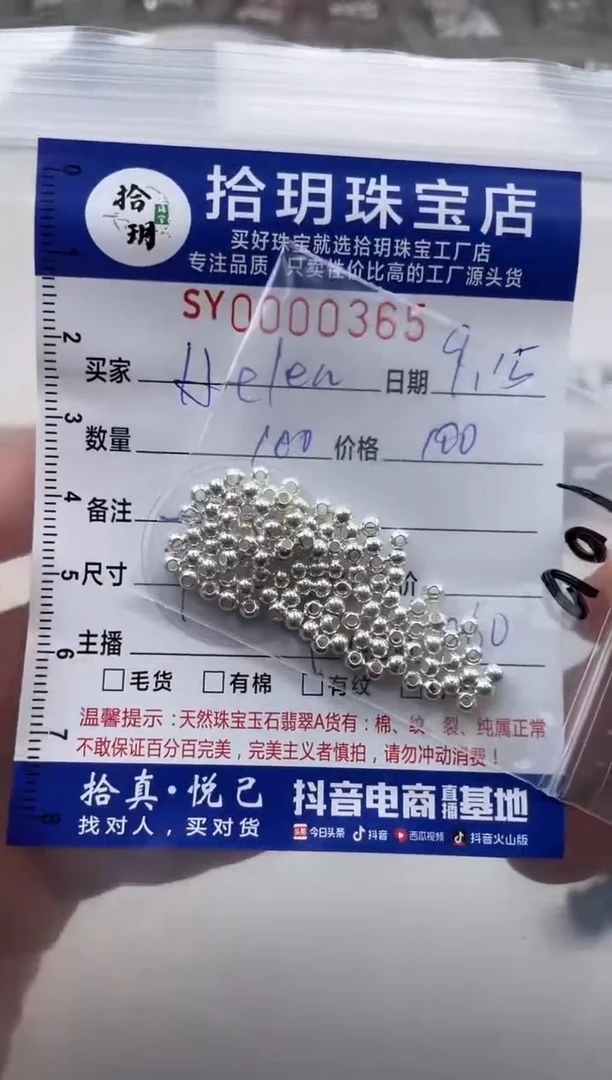 拾玥
拾玥珠宝店
买好珠宝就选拾玥珠宝工厂店
专注品质 只卖性价比高的工厂源头货
SY0000365
买家 Helen 日期 9.15
数量 100 价格 100
备注
尺寸 价
主播
□毛货 □有棉 □有纹
温馨提示：天然珠宝玉石翡翠A货有：棉、纹 裂、纯属正常
不敢保证百分百完美，完美主义者慎拍，请勿冲动消费！
拾真·悦己
找对人，买对货
抖音电商直播基地
头条 今日头条 抖音 西瓜视频 抖音火山版
0
1
2
3
4
5
6
7
8